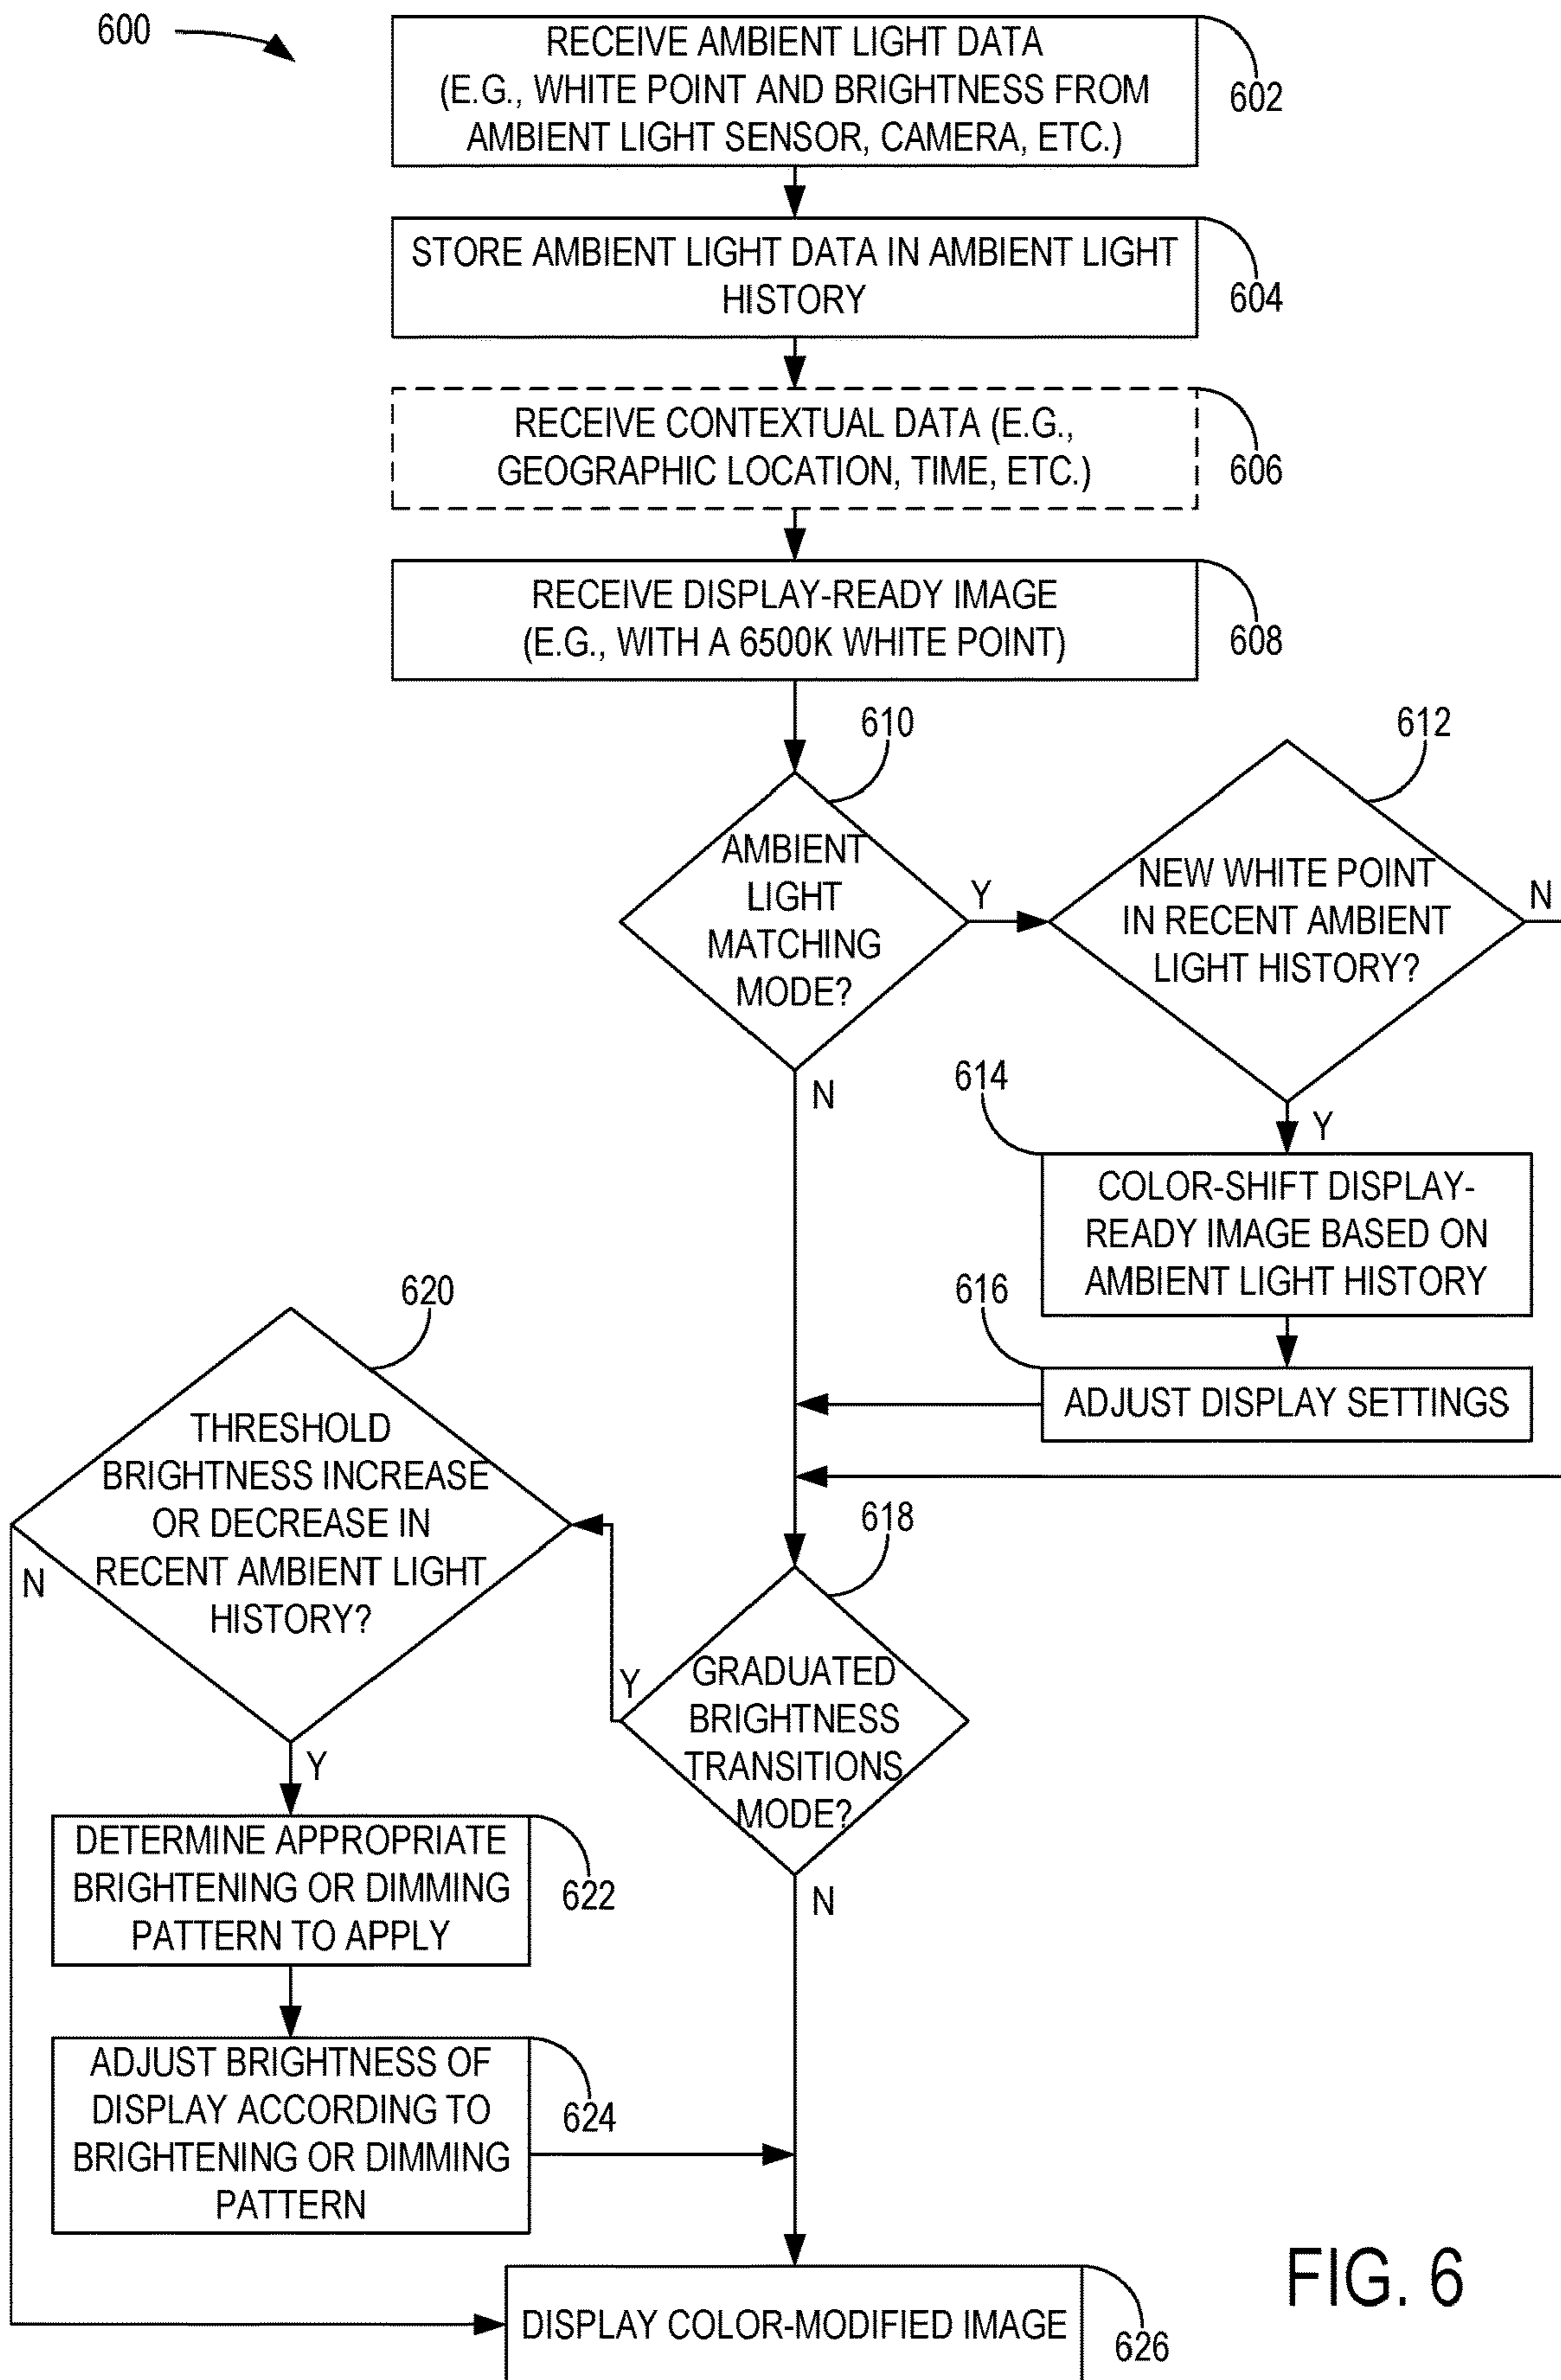 600
RECEIVE AMBIENT LIGHT DATA
(E.G., WHITE POINT AND BRIGHTNESS FROM
AMBIENT LIGHT SENSOR, CAMERA, ETC.)
602
STORE AMBIENT LIGHT DATA IN AMBIENT LIGHT
HISTORY
604
RECEIVE CONTEXTUAL DATA (E.G.,
GEOGRAPHIC LOCATION, TIME, ETC.)
606
RECEIVE DISPLAY-READY IMAGE
(E.G., WITH A 6500K WHITE POINT)
608
610
AMBIENT
LIGHT
MATCHING
MODE?
Y
N
612
NEW WHITE POINT
IN RECENT AMBIENT
LIGHT HISTORY?
N
Y
614
COLOR-SHIFT DISPLAY-
READY IMAGE BASED ON
AMBIENT LIGHT HISTORY
616
ADJUST DISPLAY SETTINGS
618
GRADUATED
BRIGHTNESS
TRANSITIONS
MODE?
Y
N
620
THRESHOLD
BRIGHTNESS INCREASE
OR DECREASE IN
RECENT AMBIENT LIGHT
HISTORY?
N
Y
DETERMINE APPROPRIATE
BRIGHTENING OR DIMMING
PATTERN TO APPLY
622
ADJUST BRIGHTNESS OF
DISPLAY ACCORDING TO
BRIGHTENING OR DIMMING
PATTERN
624
DISPLAY COLOR-MODIFIED IMAGE
626
FIG. 6